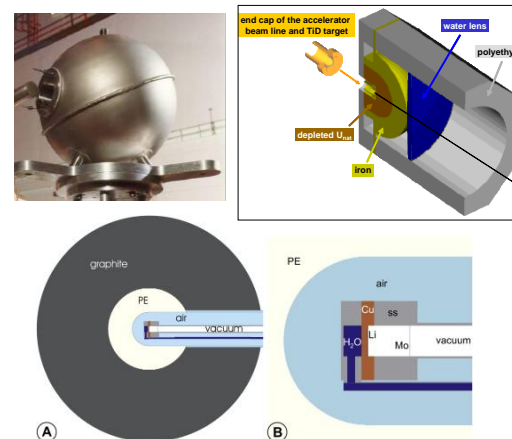 end cap of the accelerator
beam line and TiD target
water lens
polyethy
depleted Unat
iron
graphite
PE
air
vacuum
A
PE
air
Cu
ss
Li
H₂O
Mo
vacuum
B